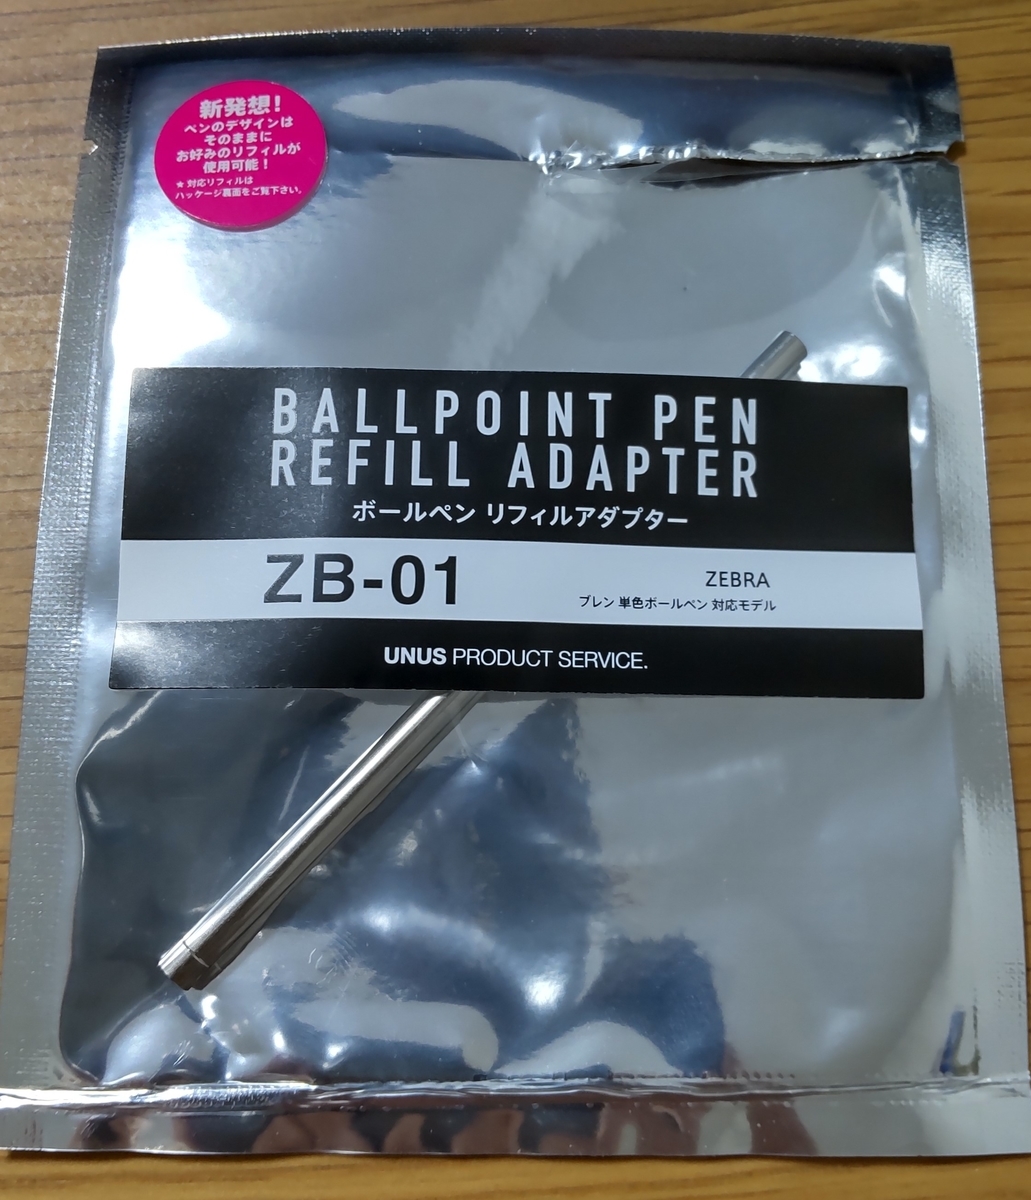 新発想!
ペンのデザインは
そのままに
お好みのリフィルが
使用可能!
★対応リフィルは
パッケージ裏面をご覧下さい。
BALLPOINT PEN
REFILL ADAPTER
ボールペン リフィルアダプター
ZB-01
ZEBRA
ブレン 単色ボールペン 対応モデル
UNUS PRODUCT SERVICE.